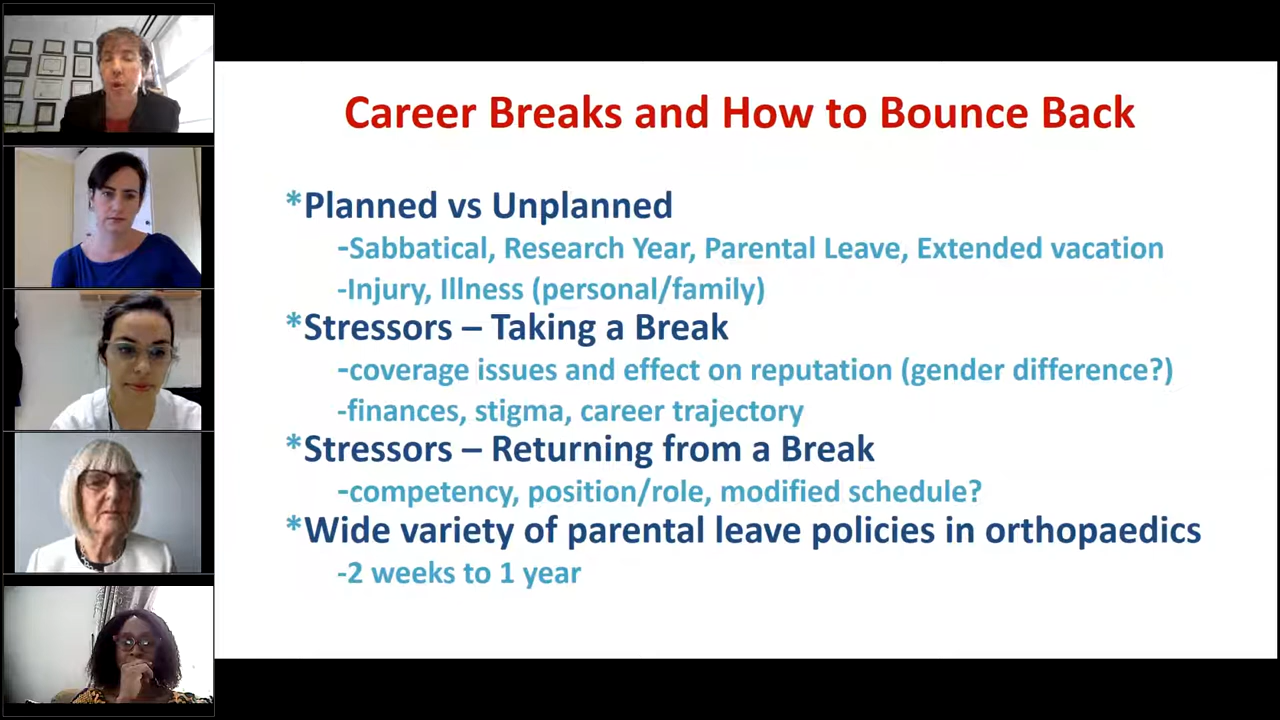 Career Breaks and How to Bounce Back
*Planned vs Unplanned
-Sabbatical, Research Year, Parental Leave, Extended vacation
-Injury, Illness (personal/family)
*Stressors – Taking a Break
-coverage issues and effect on reputation (gender difference?)
-finances, stigma, career trajectory
*Stressors – Returning from a Break
-competency, position/role, modified schedule?
*Wide variety of parental leave policies in orthopaedics
-2 weeks to 1 year